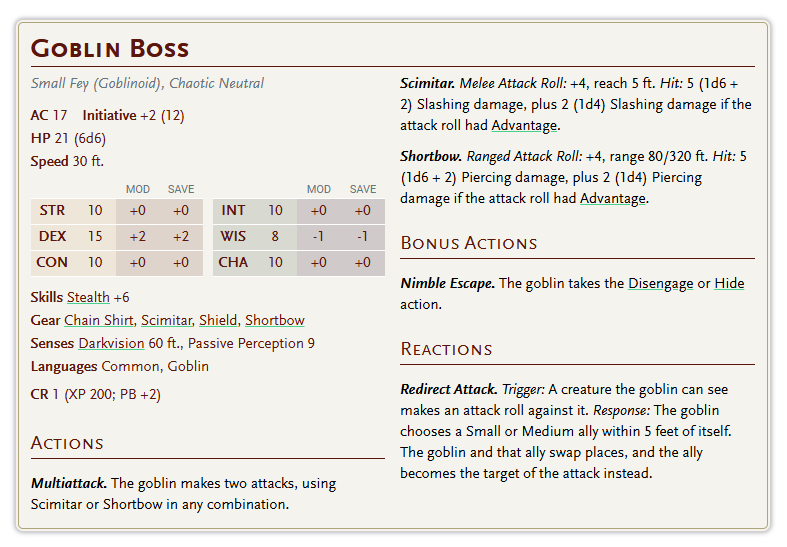 Goblin Boss
Small Fey (Goblinoid), Chaotic Neutral
AC 17 Initiative +2 (12)
HP 21 (6d6)
Speed 30 ft.
MOD SAVE MOD SAVE
STR 10 +0 +0 INT 10 +0 +0
DEX 15 +2 +2 WIS 8 -1 -1
CON 10 +0 +0 CHA 10 +0 +0
Skills Stealth +6
Gear Chain Shirt, Scimitar, Shield, Shortbow
Senses Darkvision 60 ft., Passive Perception 9
Languages Common, Goblin
CR 1 (XP 200; PB +2)
Actions
Multiattack. The goblin makes two attacks, using
Scimitar or Shortbow in any combination.
Scimitar. Melee Attack Roll: +4, reach 5 ft. Hit: 5 (1d6 +
2) Slashing damage, plus 2 (1d4) Slashing damage if the
attack roll had Advantage.
Shortbow. Ranged Attack Roll: +4, range 80/320 ft. Hit: 5
(1d6 + 2) Piercing damage, plus 2 (1d4) Piercing
damage if the attack roll had Advantage.
Bonus Actions
Nimble Escape. The goblin takes the Disengage or Hide
action.
Reactions
Redirect Attack. Trigger: A creature the goblin can see
makes an attack roll against it. Response: The goblin
chooses a Small or Medium ally within 5 feet of itself.
The goblin and that ally swap places, and the ally
becomes the target of the attack instead.